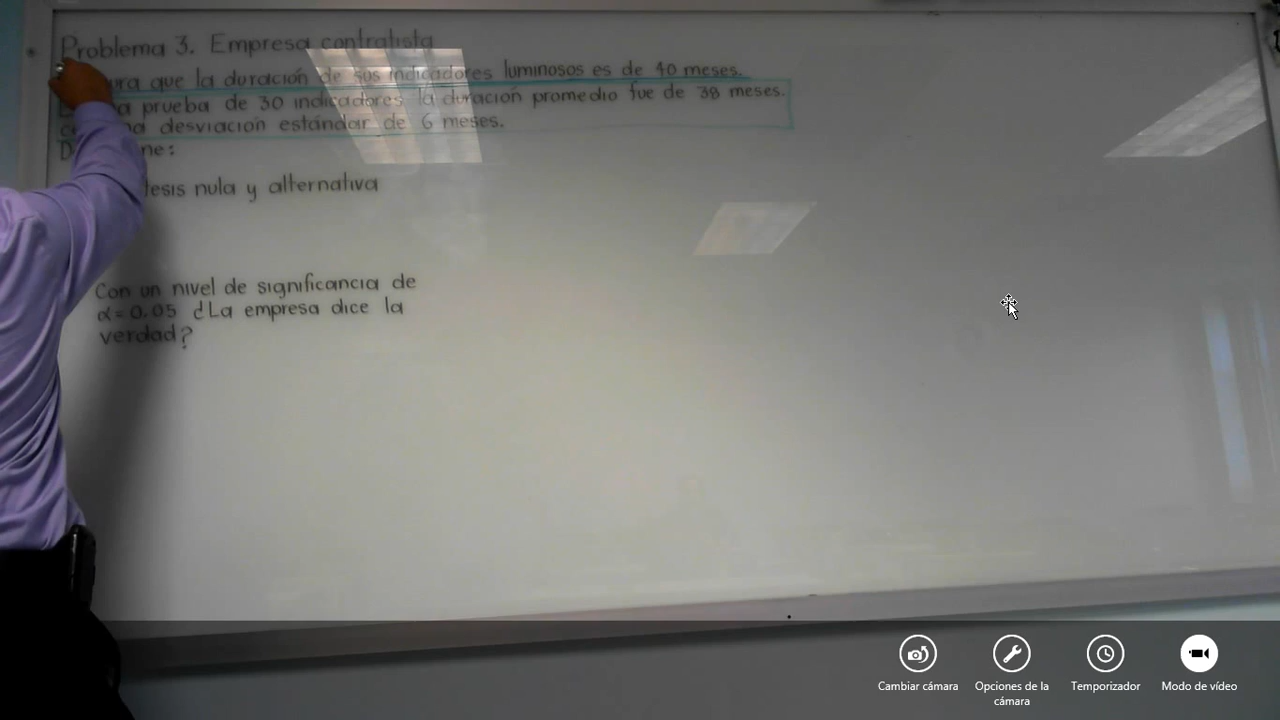 Problema 3. Empresa contratista
ura que la duración de sus indicadores luminosos es de 40 meses.
a prueba de 30 indicadores la duración promedio fue de 38 meses.
desviación estándar de 6 meses.
ne:
tesis nula y alternativa
Con un nivel de significancia de
α=0.05 ¿La empresa dice la
verdad?
Cambiar cámara
Opciones de la
cámara
Temporizador
Modo de vídeo